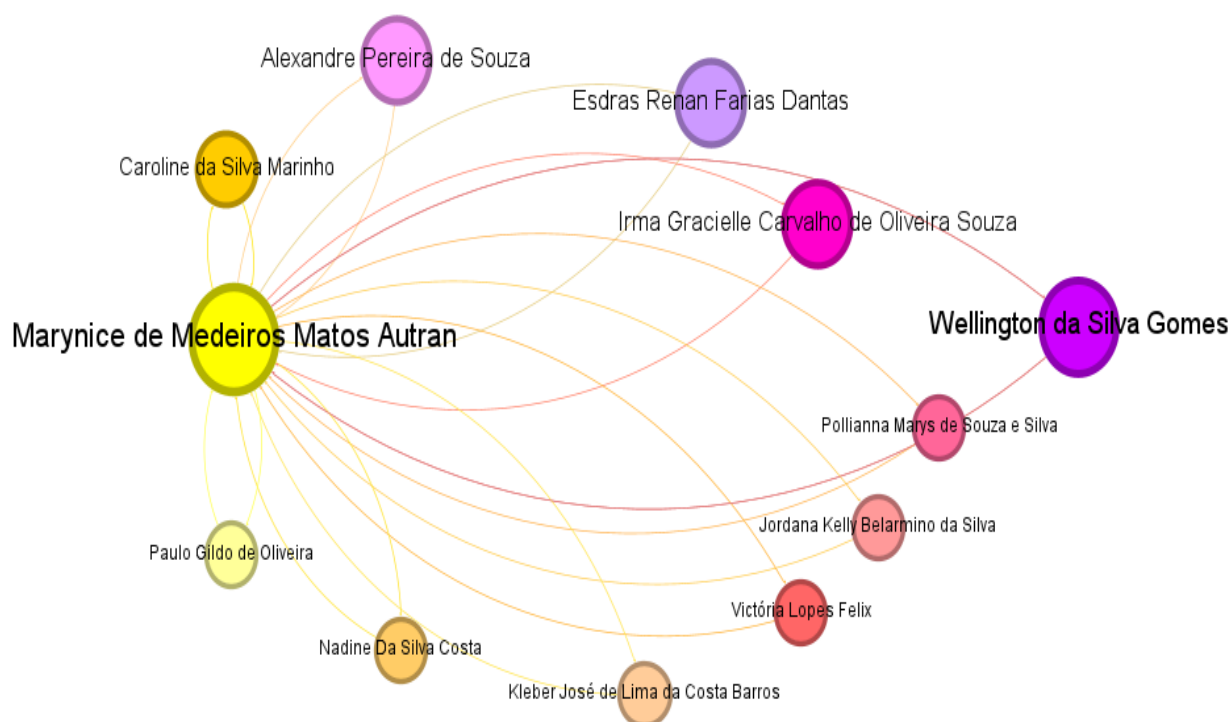 Alexandre Pereira de Souza
Esdras Renan Farias Dantas
Caroline da Silva Marinho
Irma Gracielle Carvalho de Oliveira Souza
Marynice de Medeiros Matos Autran
Wellington da Silva Gomes
Pollianna Marys de Souza e Silva
Jordana Kelly Belarmino da Silva
Paulo Gildo de Oliveira
Victória Lopes Felix
Nadine Da Silva Costa
Kleber José de Lima da Costa Barros